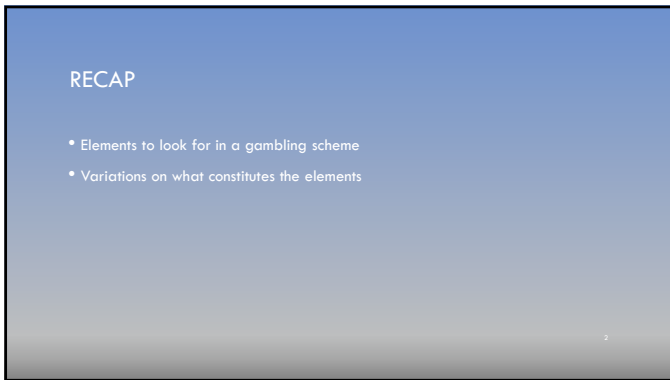 RECAP
• Elements to look for in a gambling scheme
• Variations on what constitutes the elements
2